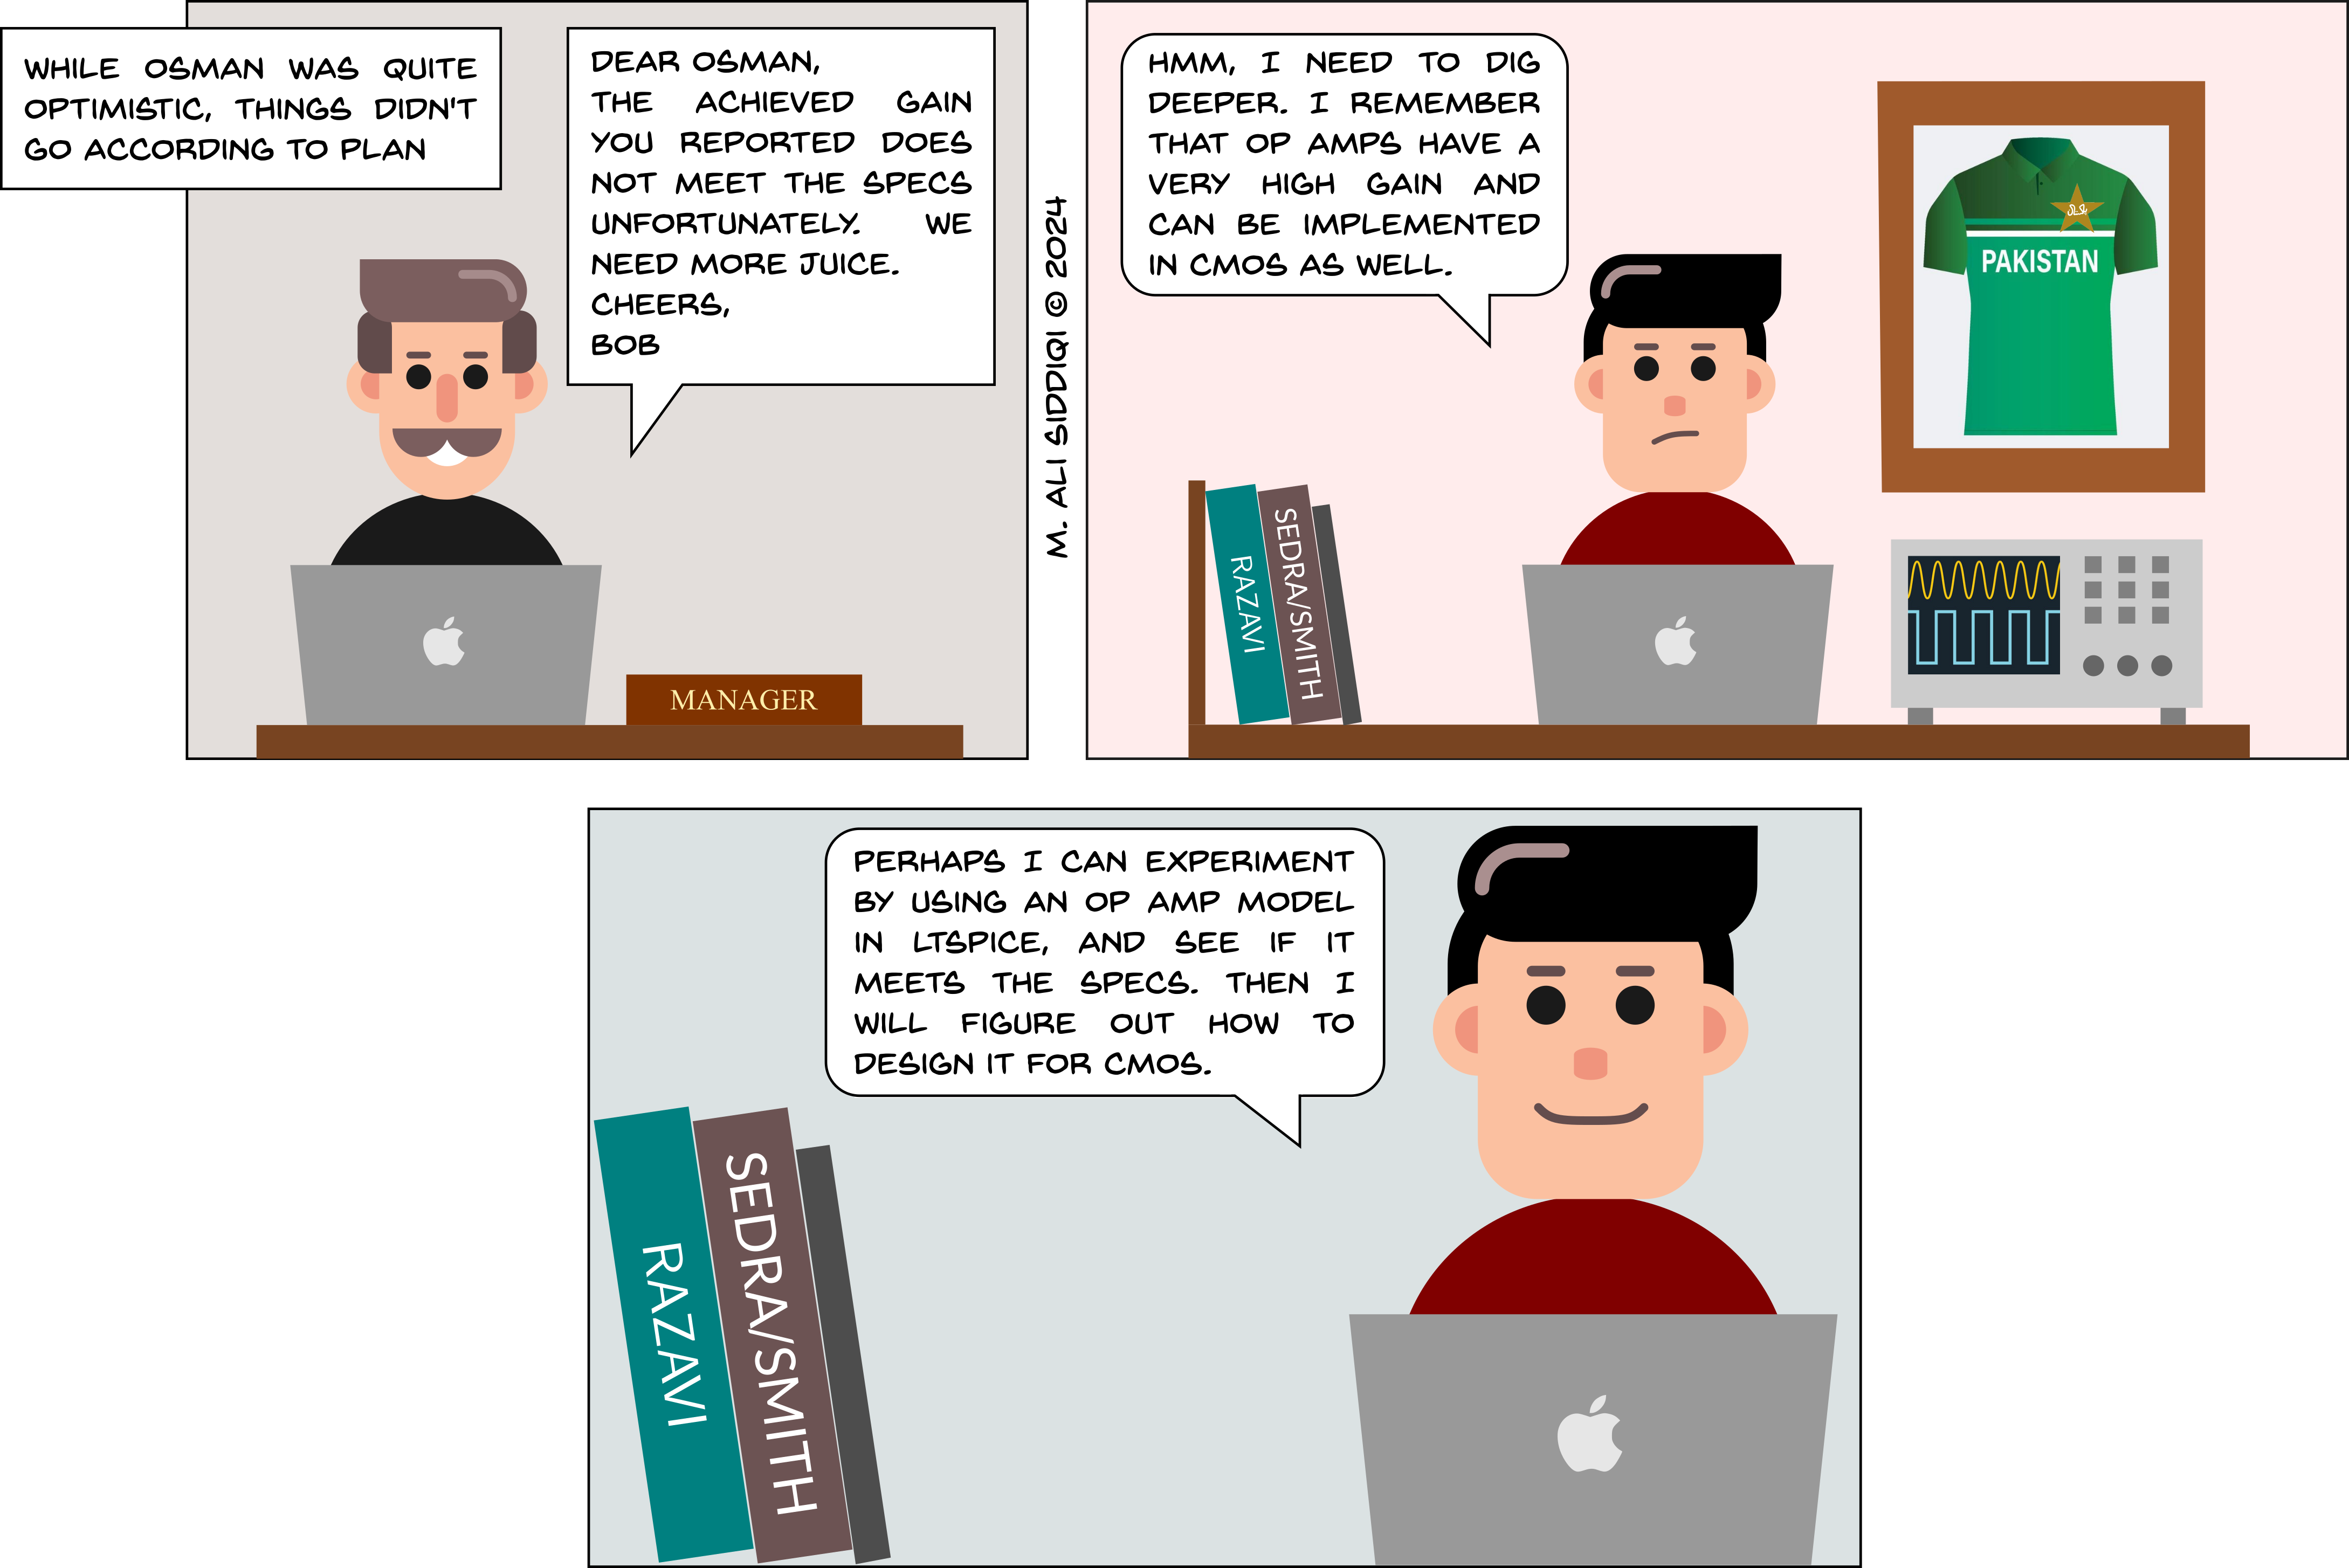 WHILE OSMAN WAS QUITE
OPTIMISTIC, THINGS DIDN'T
GO ACCORDING TO PLAN
DEAR OSMAN,
THE ACHIEVED GAIN
YOU REPORTED DOES
NOT MEET THE SPECS
UNFORTUNATELY. WE
NEED MORE JUICE.
CHEERS,
BOB
MANAGER
M. ALI SIDDIQI © 2024
HMM, I NEED TO DIG
DEEPER. I REMEMBER
THAT OP AMPS HAVE A
VERY HIGH GAIN AND
CAN BE IMPLEMENTED
IN CMOS AS WELL.
PAKISTAN
RAZAVI
SEDRA/SMITH
PERHAPS I CAN EXPERIMENT
BY USING AN OP AMP MODEL
IN LTSPICE, AND SEE IF IT
MEETS THE SPECS. THEN I
WILL FIGURE OUT HOW TO
DESIGN IT FOR CMOS.
RAZAVI
SEDRA/SMITH